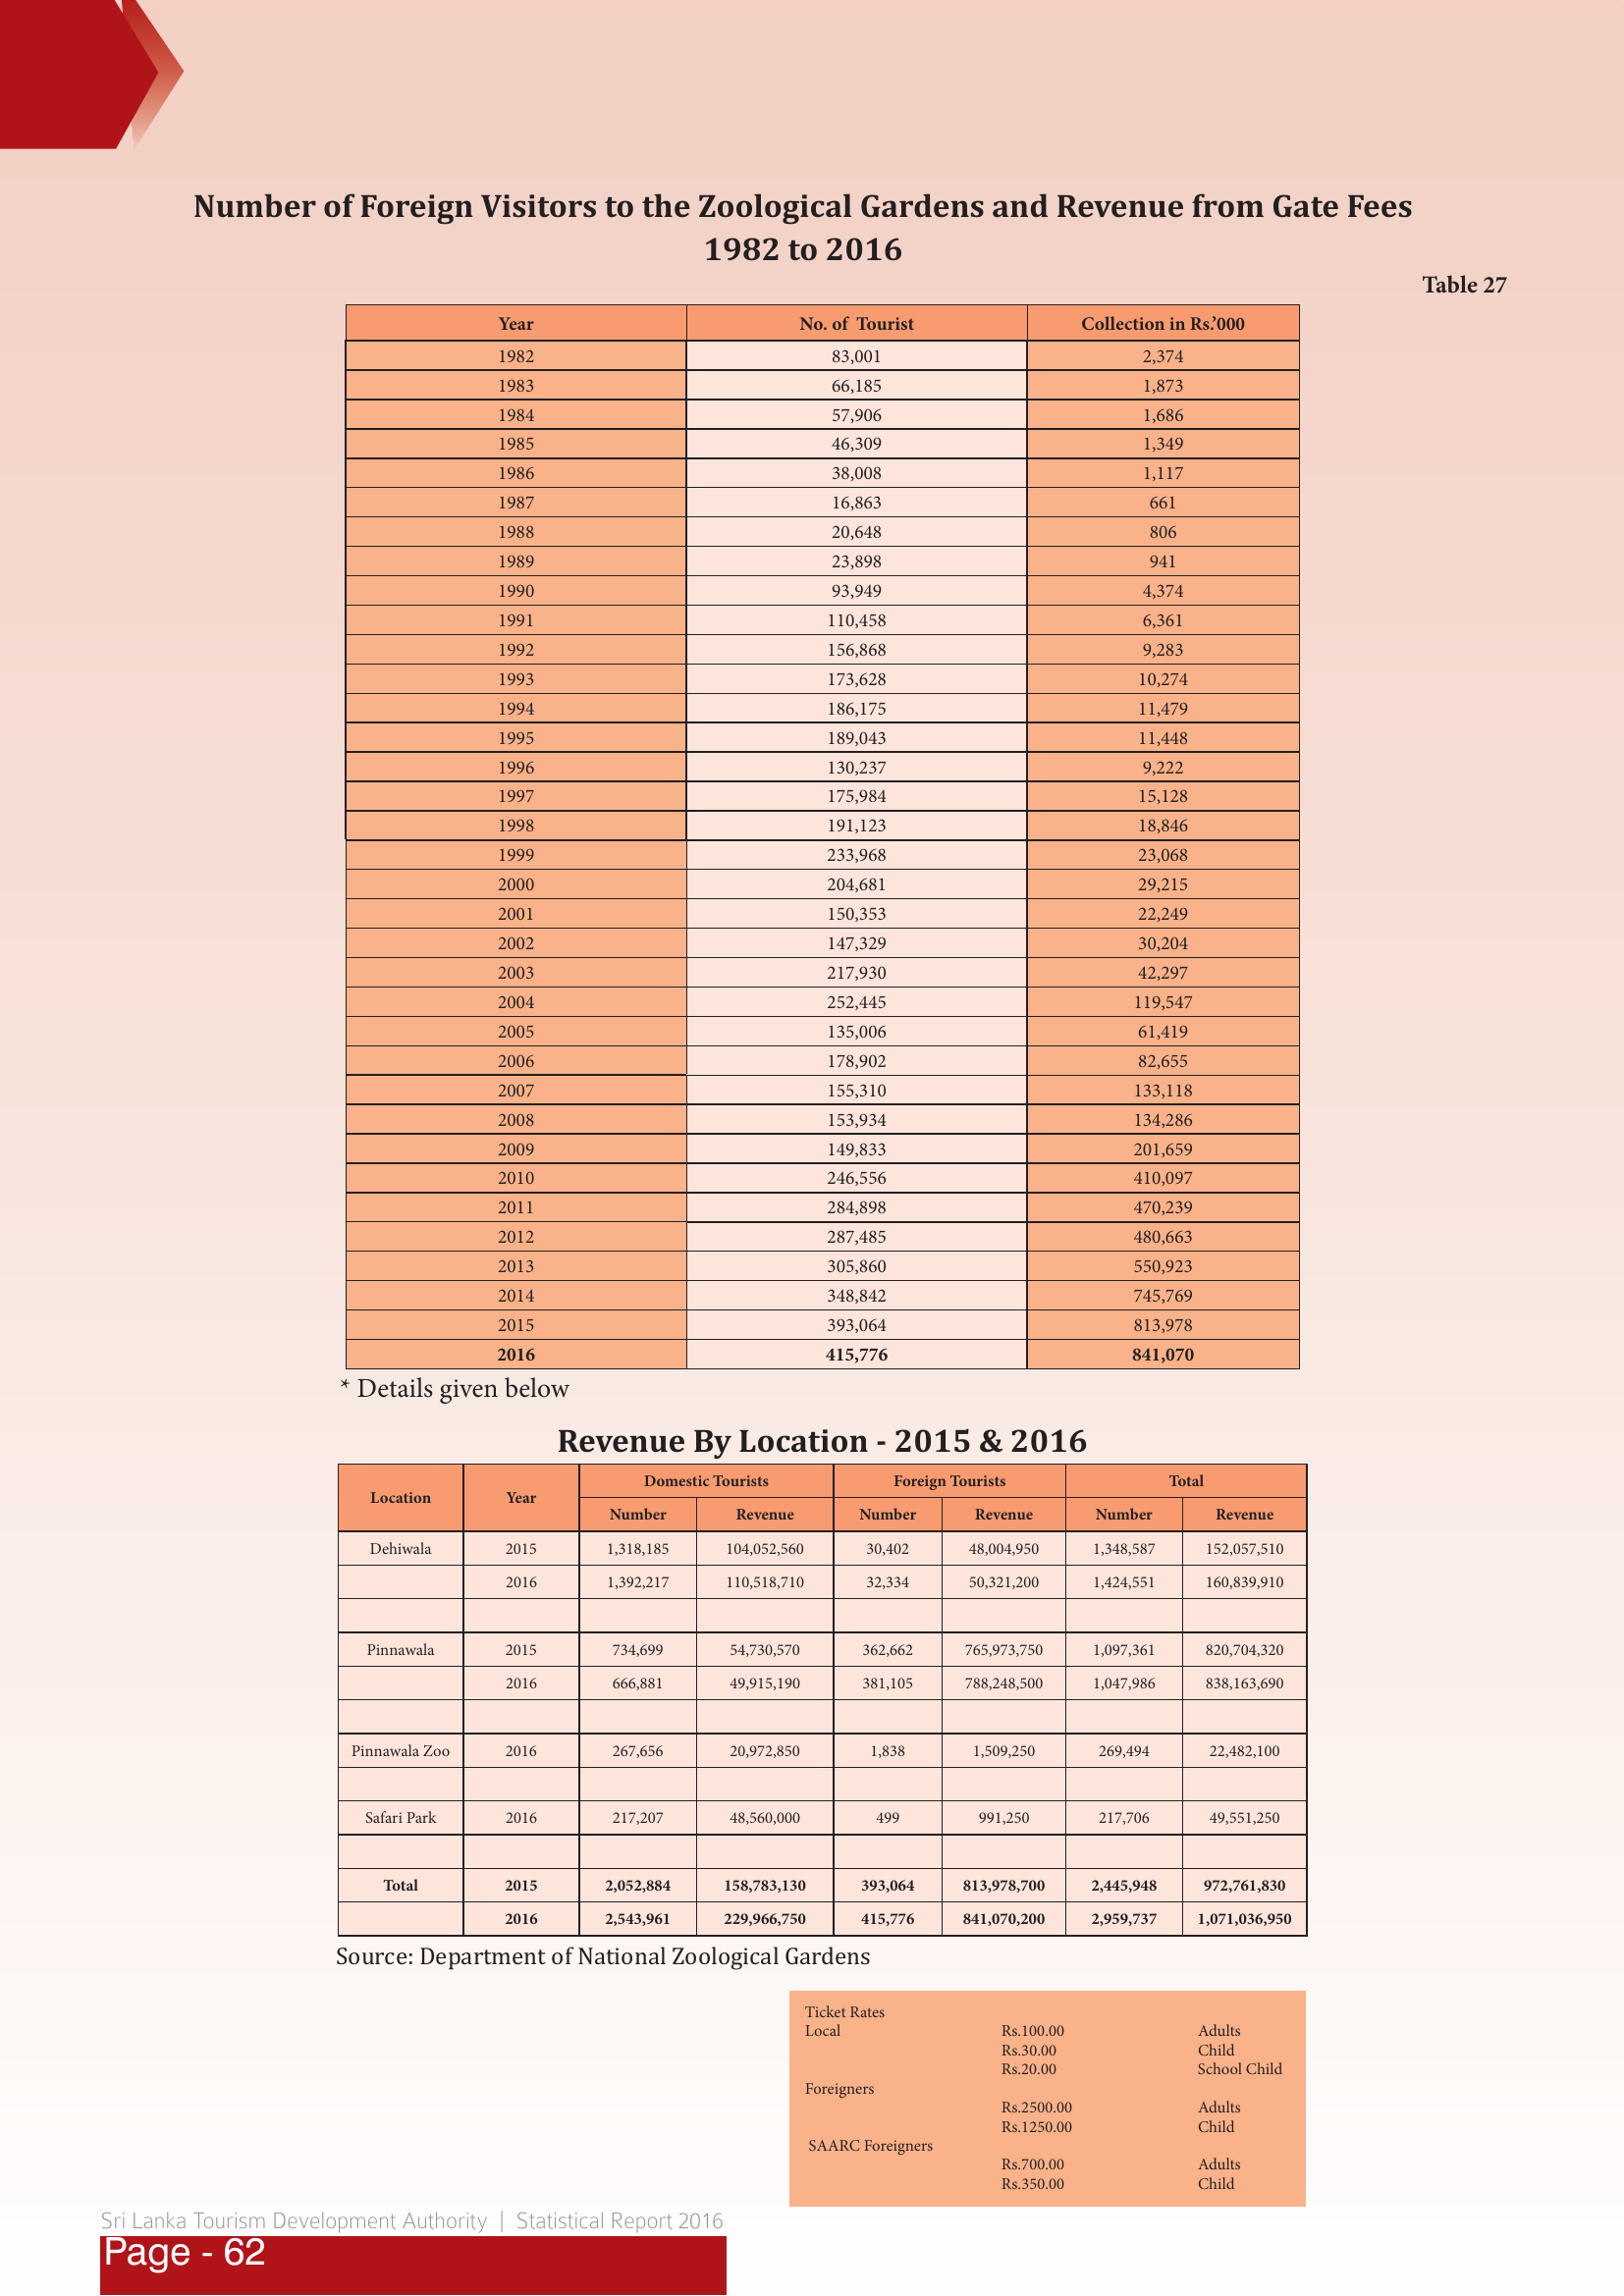 Number of Foreign Visitors to the Zoological Gardens and Revenue from Gate Fees
1982 to 2016
Table 27
Year No. of Tourist Collection in Rs.’000
1982 83,001 2,374
1983 66,185 1,873
1984 57,906 1,686
1985 46,309 1,349
1986 38,008 1,117
1987 16,863 661
1988 20,648 806
1989 23,898 941
1990 93,949 4,374
1991 110,458 6,361
1992 156,868 9,283
1993 173,628 10,274
1994 186,175 11,479
1995 189,043 11,448
1996 130,237 9,222
1997 175,984 15,128
1998 191,123 18,846
1999 233,968 23,068
2000 204,681 29,215
2001 150,353 22,249
2002 147,329 30,204
2003 217,930 42,297
2004 252,445 119,547
2005 135,006 61,419
2006 178,902 82,655
2007 155,310 133,118
2008 153,934 134,286
2009 149,833 201,659
2010 246,556 410,097
2011 284,898 470,239
2012 287,485 480,663
2013 305,860 550,923
2014 348,842 745,769
2015 393,064 813,978
2016 415,776 841,070
* Details given below
Revenue By Location - 2015 & 2016
Location Year Domestic Tourists Foreign Tourists Total
Number Revenue Number Revenue Number Revenue
Dehiwala 2015 1,318,185 104,052,560 30,402 48,004,950 1,348,587 152,057,510
2016 1,392,217 110,518,710 32,334 50,321,200 1,424,551 160,839,910
Pinnawala 2015 734,699 54,730,570 362,662 765,973,750 1,097,361 820,704,320
2016 666,881 49,915,190 381,105 788,248,500 1,047,986 838,163,690
Pinnawala Zoo 2016 267,656 20,972,850 1,838 1,509,250 269,494 22,482,100
Safari Park 2016 217,207 48,560,000 499 991,250 217,706 49,551,250
Total 2015 2,052,884 158,783,130 393,064 813,978,700 2,445,948 972,761,830
2016 2,543,961 229,966,750 415,776 841,070,200 2,959,737 1,071,036,950
Source: Department of National Zoological Gardens
Ticket Rates
Local Rs.100.00 Adults
Rs.30.00 Child
Rs.20.00 School Child
Foreigners
Rs.2500.00 Adults
Rs.1250.00 Child
SAARC Foreigners
Rs.700.00 Adults
Rs.350.00 Child
Sri Lanka Tourism Development Authority | Statistical Report 2016
Page - 62